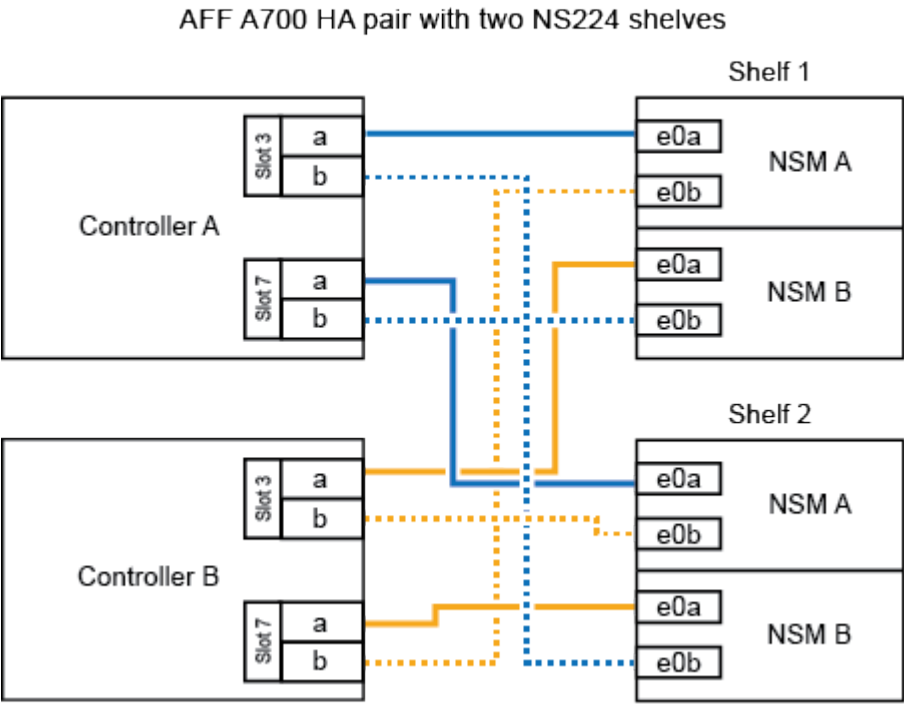 AFF A700 HA pair with two NS224 shelves
Shelf 1
Slot 3
a
b
Controller A
Slot 7
a
b
e0a
NSM A
e0b
e0a
NSM B
e0b
Shelf 2
Slot 3
a
b
Controller B
Slot 7
a
b
e0a
NSM A
e0b
e0a
NSM B
e0b